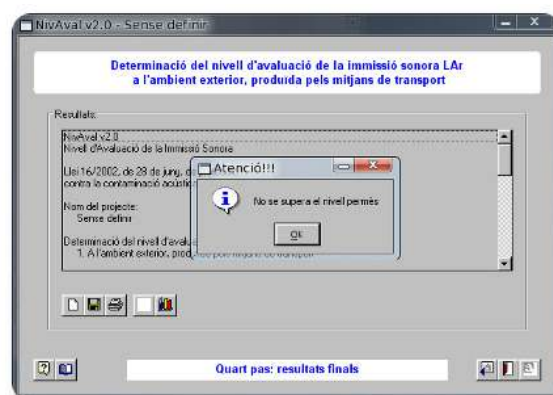 NivAval v2.0 - Sense definir
Determinació del nivell d'avaluació de la immissió sonora LAr
a l'ambient exterior, produïda pels mitjans de transport
Resultats:
NivAval v2.0
Nivell d'Avaluació de la Immissió Sonora
Llei 16/2002, de 28 de juny, de
contra la contaminació acústic
Nom del projecte:
Sense definir
Determinació del nivell d'avalu
1. A l'ambient exterior, prod
Atenció!!!
No se supera el nivell permès
Ok
Quart pas: resultats finals